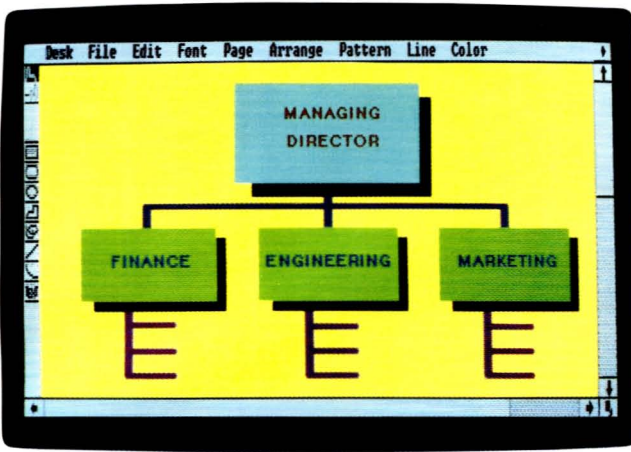 Desk File Edit Font Page Arrange Pattern Line Color
MANAGING
DIRECTOR
FINANCE ENGINEERING MARKETING